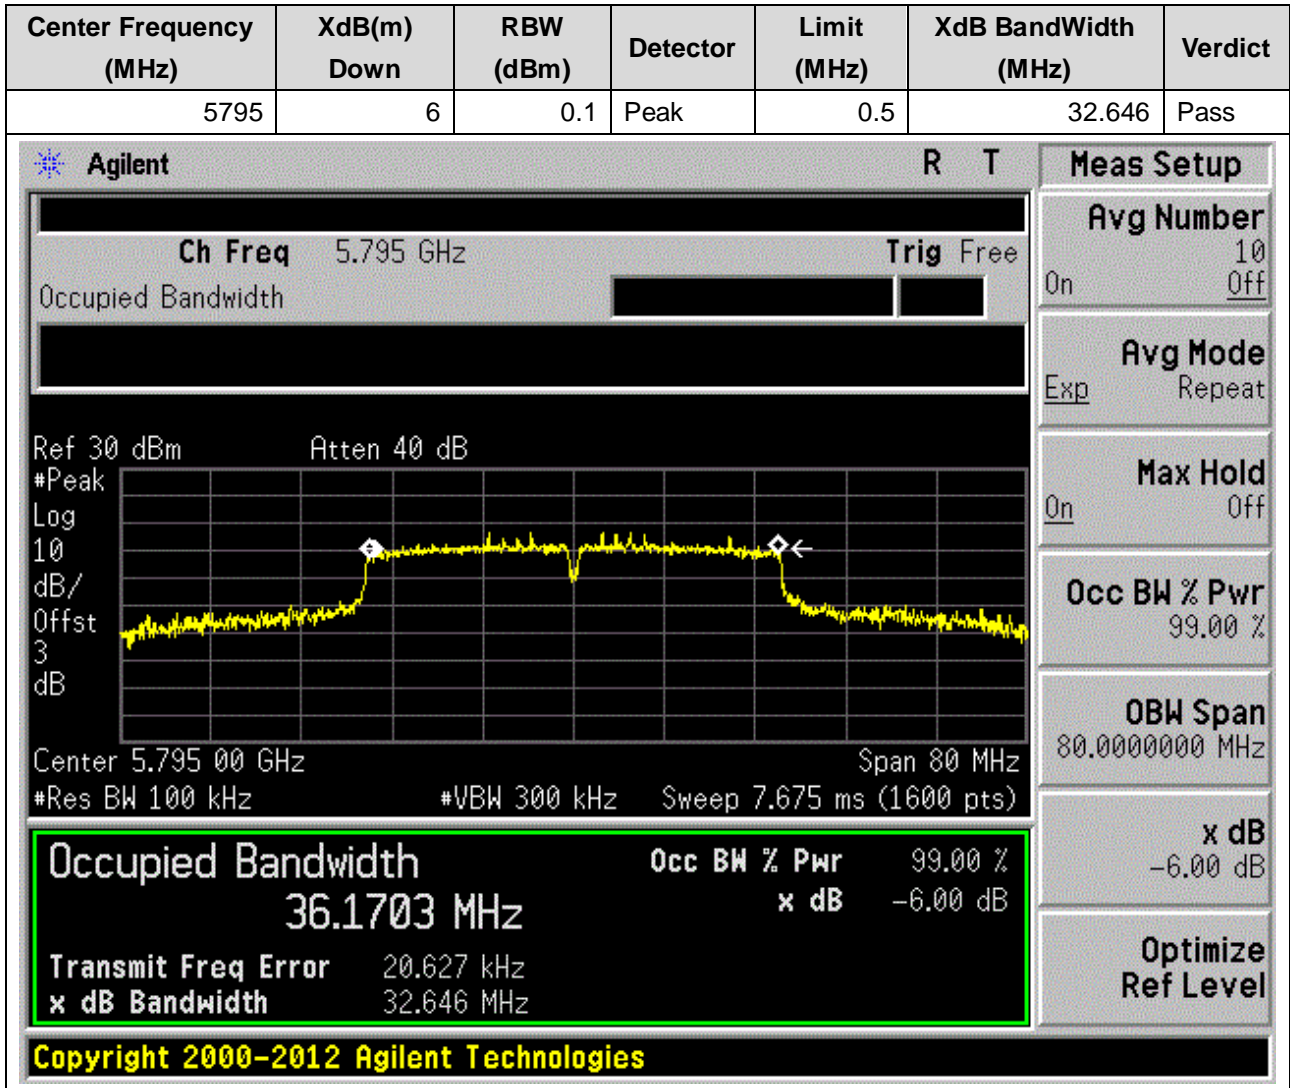 Center Frequency (MHz) XdB(m) Down RBW (dBm) Detector Limit (MHz) XdB BandWidth (MHz) Verdict
5795 6 0.1 Peak 0.5 32.646 Pass
Agilent R T
Ch Freq 5.795 GHz Trig Free
Occupied Bandwidth
Ref 30 dBm Atten 40 dB
#Peak
Log
10
dB/
Offst
3
dB
Center 5.795 00 GHz Span 80 MHz
#Res BW 100 kHz #VBW 300 kHz Sweep 7.675 ms (1600 pts)
Occupied Bandwidth Occ BW % Pwr 99.00 %
36.1703 MHz x dB -6.00 dB
Transmit Freq Error 20.627 kHz
x dB Bandwidth 32.646 MHz
Copyright 2000-2012 Agilent Technologies
Meas Setup
Avg Number
10
On Off
Avg Mode
Exp Repeat
Max Hold
On Off
Occ BW % Pwr
99.00 %
OBW Span
80.0000000 MHz
x dB
-6.00 dB
Optimize
Ref Level